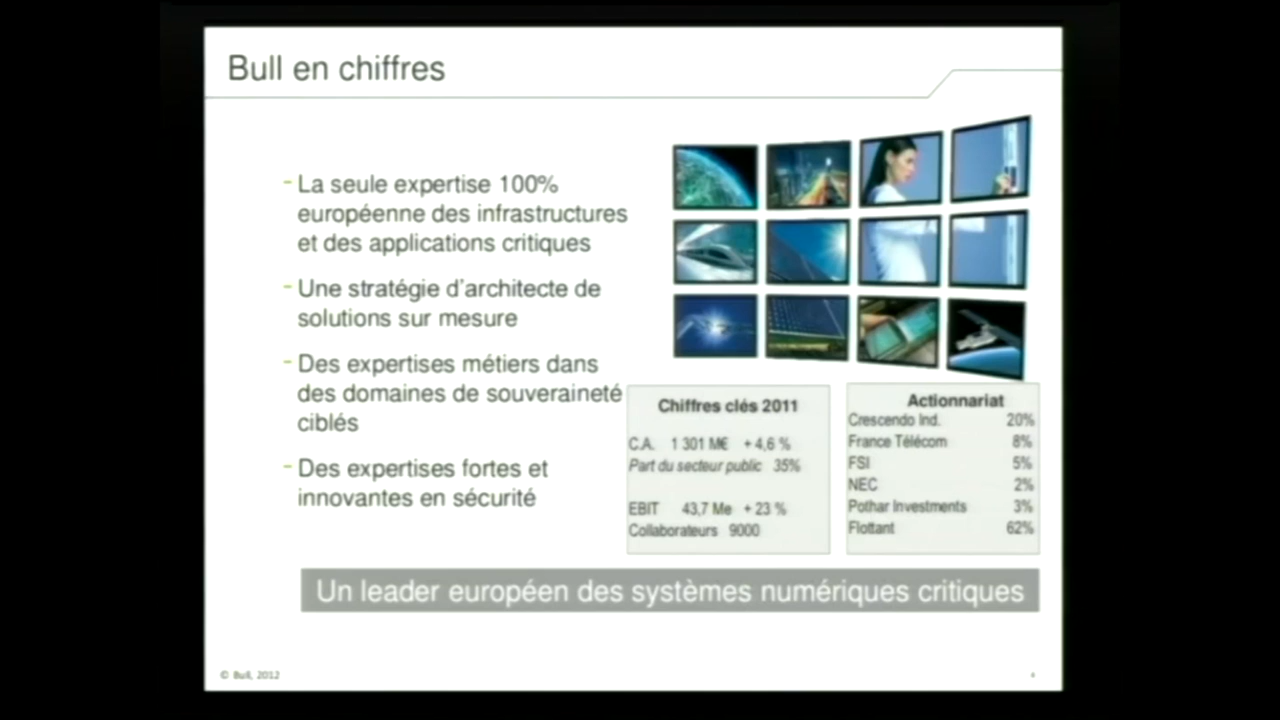 Bull en chiffres
- La seule expertise 100%
européenne des infrastructures
et des applications critiques
- Une stratégie d'architecte de
solutions sur mesure
- Des expertises métiers dans
des domaines de souveraineté
ciblés
- Des expertises fortes et
innovantes en sécurité
Chiffres clés 2011
C.A. 1 301 M€ + 4,6 %
Part du secteur public 35%
EBIT 43,7 Me + 23 %
Collaborateurs 9000
Actionnariat
Crescendo Ind. 20%
France Télécom 8%
FSI 5%
NEC 2%
Pothar Investments 3%
Flottant 62%
Un leader européen des systèmes numériques critiques
© Bull, 2012